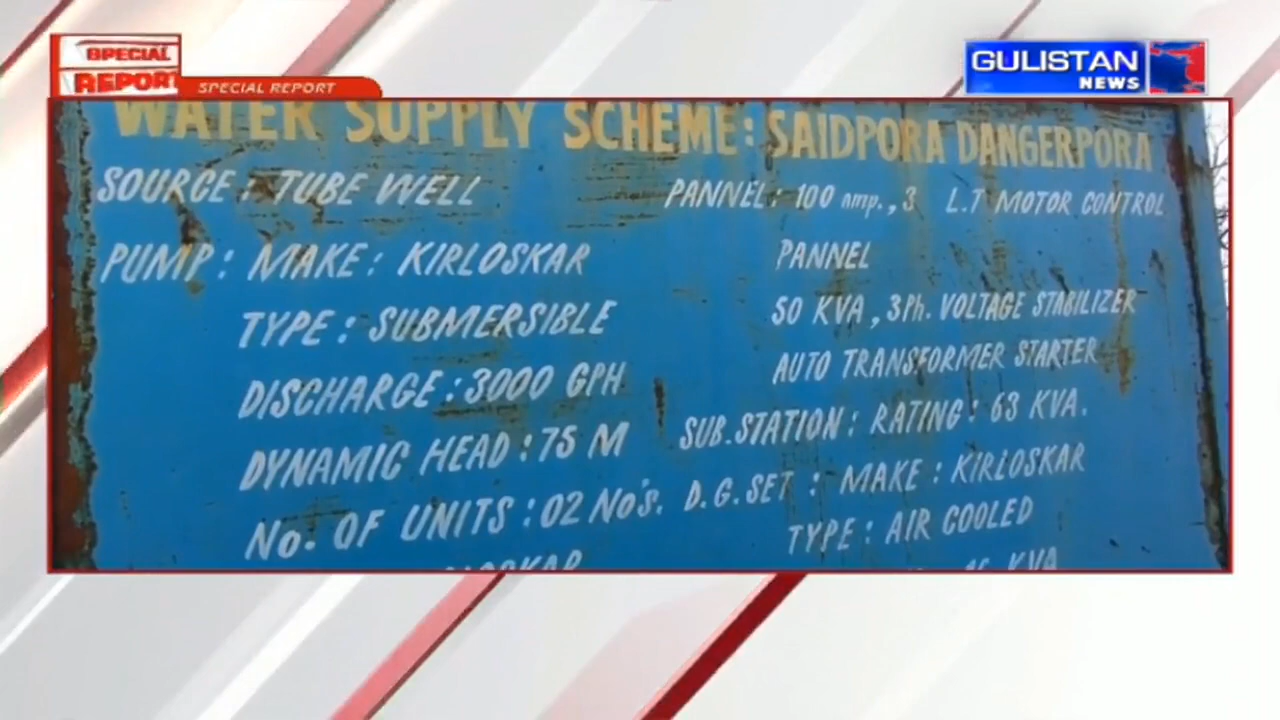 SPECIAL
REPORT
SPECIAL REPORT
GULISTAN
NEWS
WATER SUPPLY SCHEME: SAIDPORA DANGERPORA
SOURCE: TUBE WELL
PUMP: MAKE: KIRLOSKAR
TYPE: SUBMERSIBLE
DISCHARGE: 3000 GPH
DYNAMIC HEAD: 75 M
No. OF UNITS: 02 No's.
PANNEL: 100 amp., 3 L.T MOTOR CONTROL
PANNEL
50 KVA, 3Ph. VOLTAGE STABILIZER
AUTO TRANSFORMER STARTER
SUB.STATION: RATING: 63 KVA.
D.G.SET: MAKE: KIRLOSKAR
TYPE: AIR COOLED
KVA